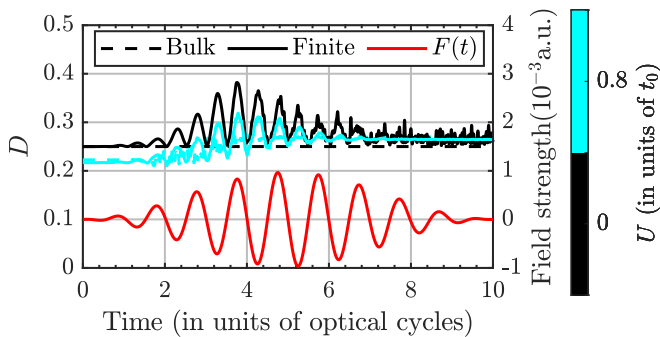 0.5
0.4
0.3
0.2
0.1
0
D
Bulk
Finite
F(t)
4
3
2
1
0
-1
Field strength(10⁻³a.u.)
0.8
0
U (in units of t₀)
0
2
4
6
8
10
Time (in units of optical cycles)